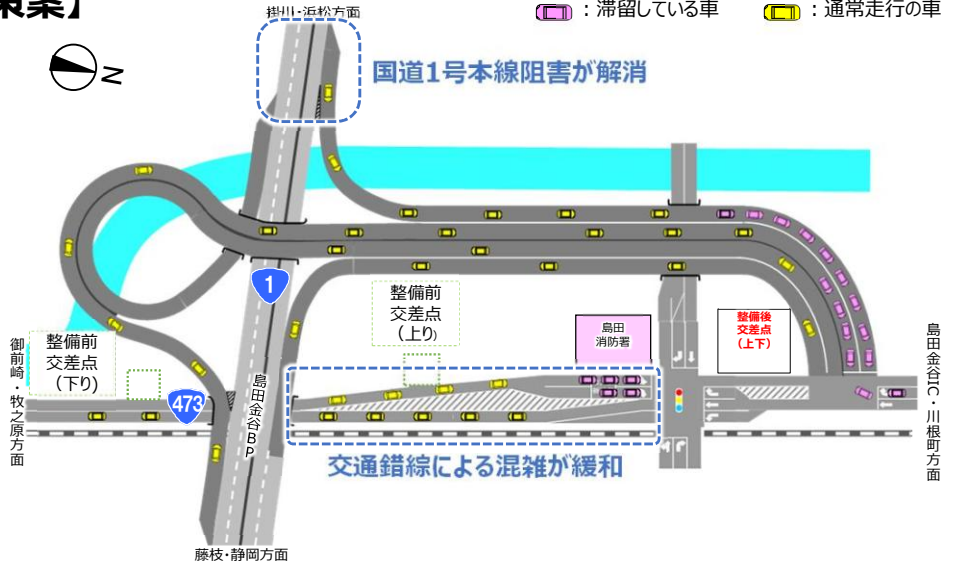 策案】
：滞留している車
：通常走行の車
掛川・浜松方面
N
国道1号本線阻害が解消
1
整備前
交差点
（上り）
島田
消防署
整備後
交差点
（上下）
整備前
交差点
（下り）
御前崎・牧之原方面
473
島田金谷BP
島田金谷IC・川根町方面
交通錯綜による混雑が緩和
藤枝・静岡方面